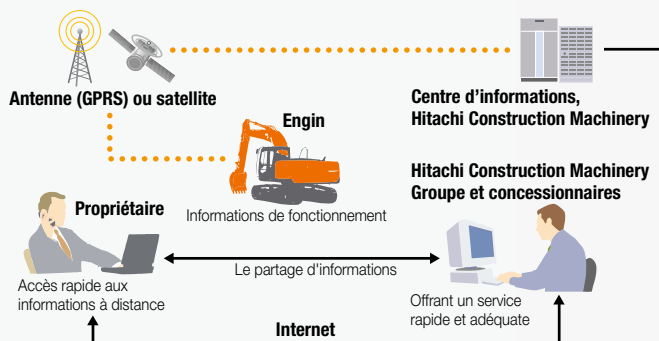 Antenne (GPRS) ou satellite
Centre d'informations,
Hitachi Construction Machinery
Engin
Informations de fonctionnement
Hitachi Construction Machinery
Groupe et concessionnaires
Propriétaire
Accès rapide aux
informations à distance
Le partage d'informations
Offrant un service
rapide et adéquate
Internet